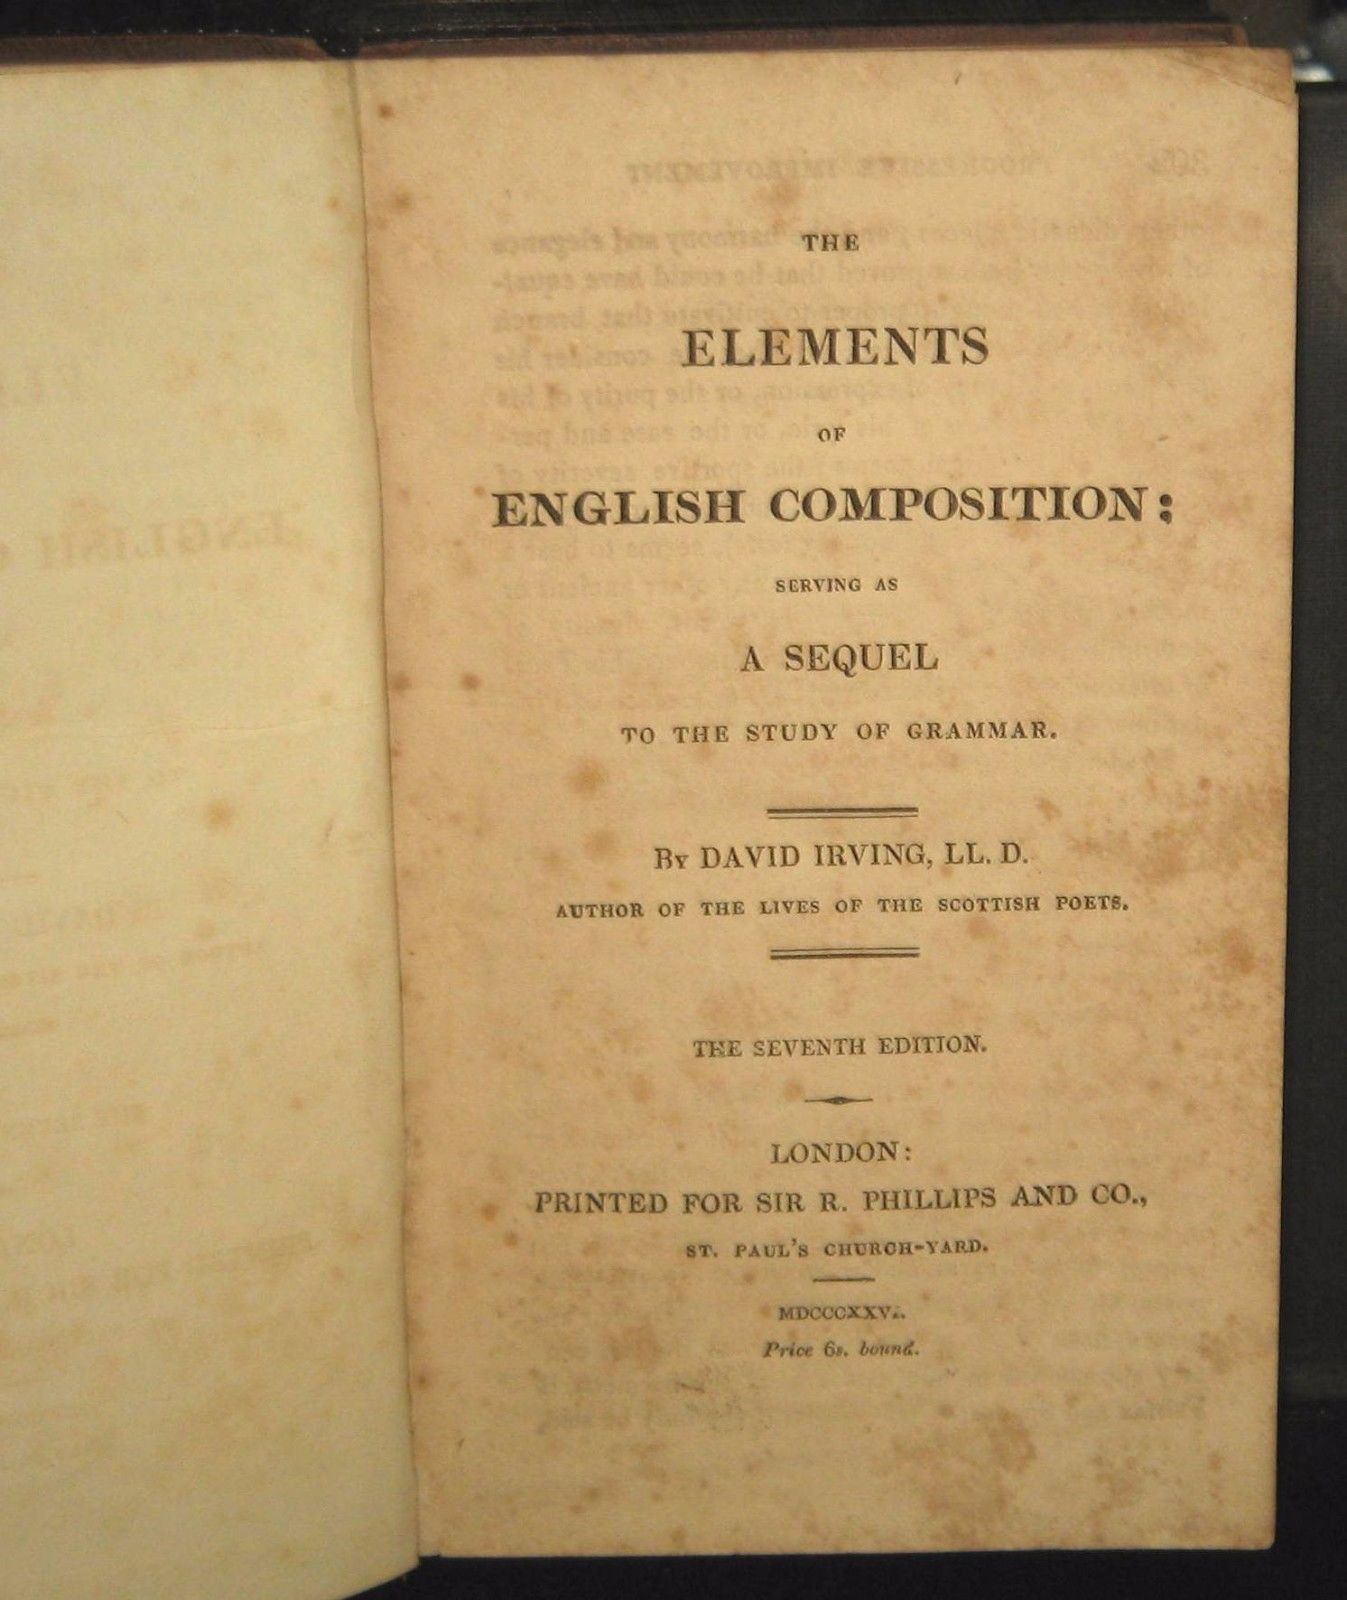 THE
ELEMENTS
OF
ENGLISH COMPOSITION:
SERVING AS
A SEQUEL
TO THE STUDY OF GRAMMAR.
By DAVID IRVING, LL. D.
AUTHOR OF THE LIVES OF THE SCOTTISH POETS.
THE SEVENTH EDITION.
LONDON:
PRINTED FOR SIR R. PHILLIPS AND CO.,
ST. PAUL'S CHURCH-YARD.
Price 6s. bound.